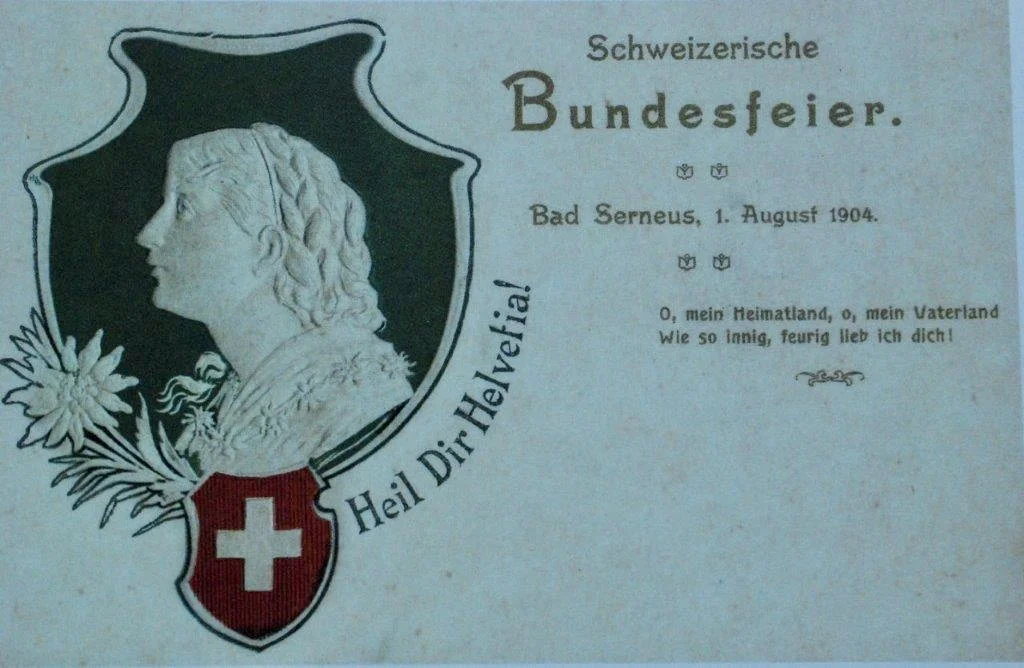 Schweizerische
Bundesfeier.
Bad Serneus, 1. August 1904.
O, mein Heimatland, o, mein Vaterland
Wie so innig, feurig lieb ich dich!
Heil Dir Helvetia!